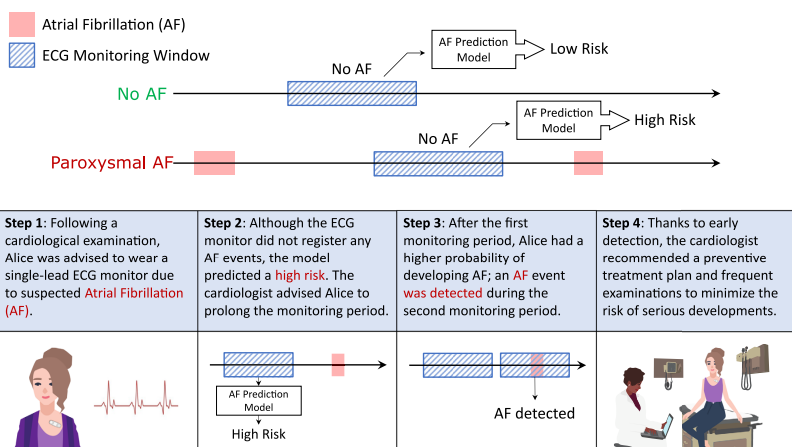 Atrial Fibrillation (AF)
ECG Monitoring Window
AF Prediction
Model
Low Risk
No AF
No AF
AF Prediction
Model
High Risk
No AF
Paroxysmal AF
Step 1: Following a
cardiological examination,
Alice was advised to wear a
single-lead ECG monitor due
to suspected Atrial Fibrillation
(AF).
Step 2: Although the ECG
monitor did not register any
AF events, the model
predicted a high risk. The
cardiologist advised Alice to
prolong the monitoring period.
Step 3: After the first
monitoring period, Alice had a
higher probability of
developing AF; an AF event
was detected during the
second monitoring period.
Step 4: Thanks to early
detection, the cardiologist
recommended a preventive
treatment plan and frequent
examinations to minimize the
risk of serious developments.
AF Prediction
Model
High Risk
AF detected